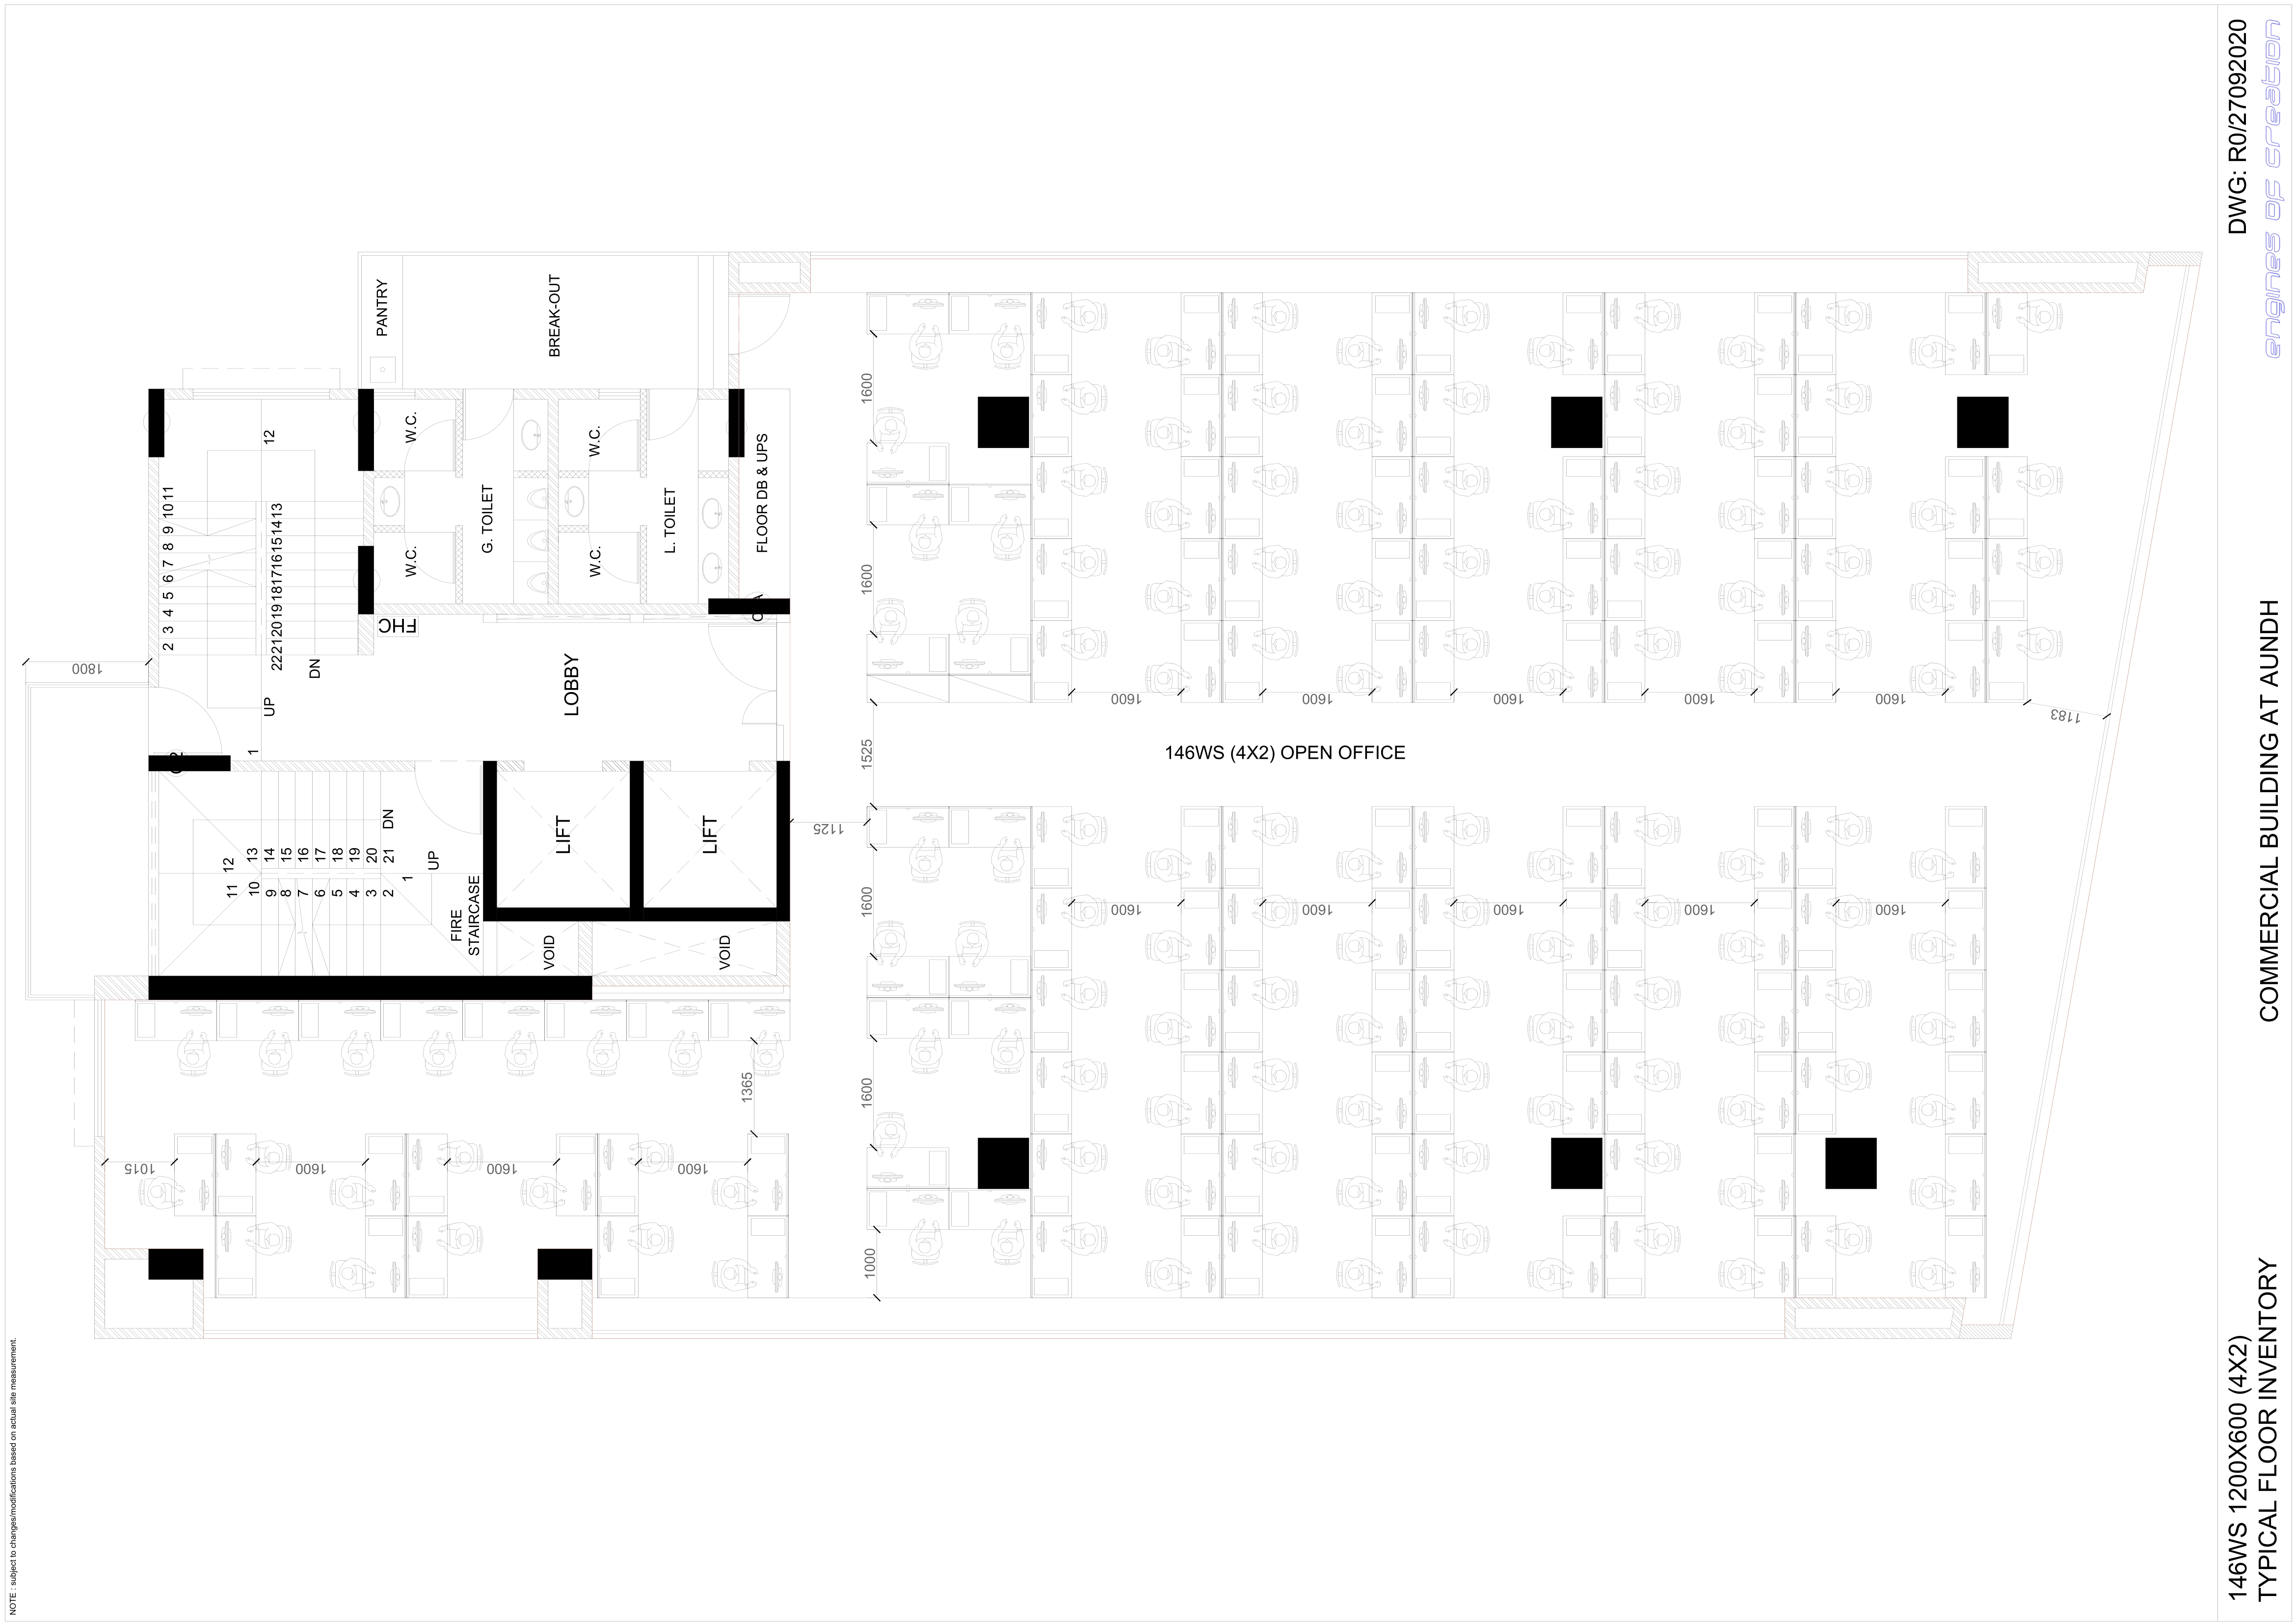 NOTE : subject to changes/modifications based on actual site measurement.
1800
PANTRY
BREAK-OUT
12
2 3 4 5 6 7 8 9 10 11
22 21 20 19 18 17 16 15 14 13
DN
UP
1
W.C.
W.C.
G. TOILET
W.C.
W.C.
L. TOILET
FLOOR DB & UPS
FHC
LOBBY
LIFT
LIFT
VOID
VOID
FIRE
STAIRCASE
12
11
13
14
15
16
17
18
19
20
21
DN
10
9
8
7
6
5
4
3
2
1
UP
1600
1600
1525
1125
1600
1600
1000
1365
1015
1600
1600
1600
1600
1600
1600
1600
1600
1183
146WS (4X2) OPEN OFFICE
1600
1600
1600
1600
1600
146WS 1200X600 (4X2)
TYPICAL FLOOR INVENTORY
COMMERCIAL BUILDING AT AUNDH
DWG: R0/27092020
engines of creation